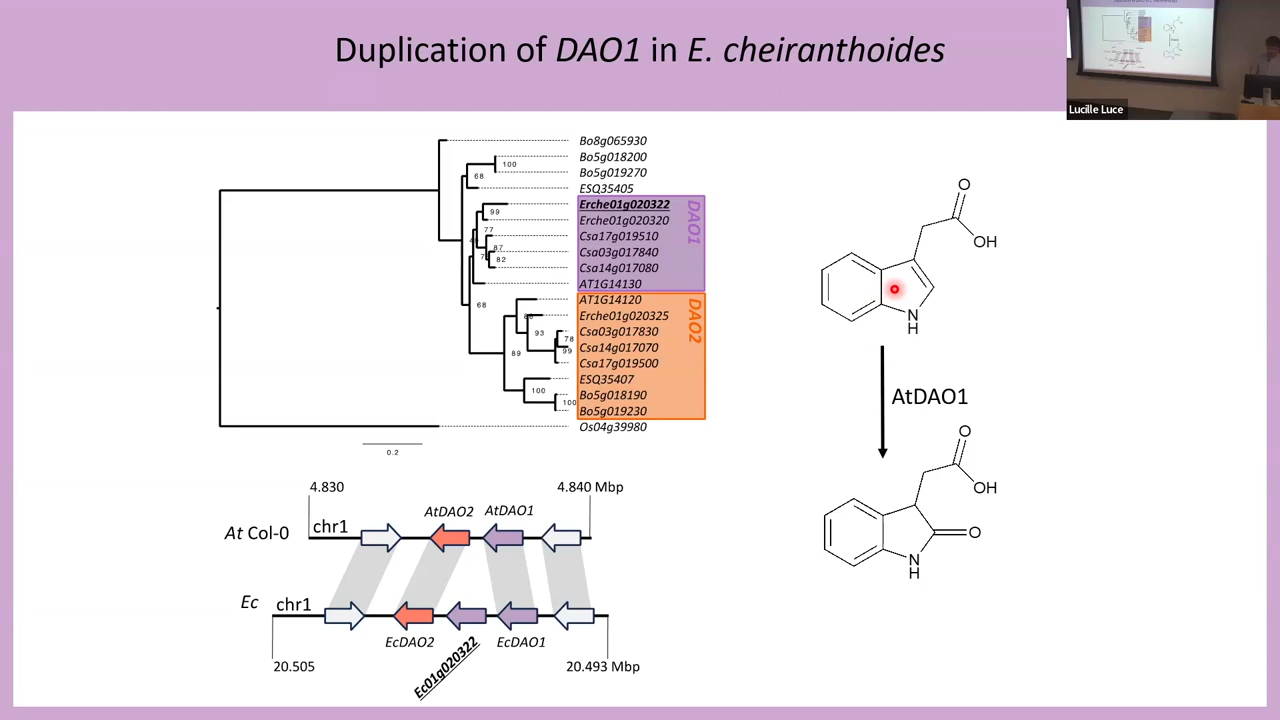 Duplication of DAO1 in E. cheiranthoides
Lucille Luce
Bo8g065930
Bo5g018200
Bo5g019270
ESQ35405
Erche01g020322
Erche01g020320
Csa17g019510
Csa03g017840
Csa14g017080
AT1G14130
DAO1
AT1G14120
Erche01g020325
Csa03g017830
Csa14g017070
Csa17g019500
ESQ35407
Bo5g018190
Bo5g019230
DAO2
Os04g39980
100
68
99
77
87
82
68
93
78
99
89
100
100
0.2
4.830
4.840 Mbp
At Col-0
chr1
AtDAO2
AtDAO1
Ec
chr1
EcDAO2
Ec01g020322
EcDAO1
20.505
20.493 Mbp
O
OH
N
H
AtDAO1
O
OH
O
N
H